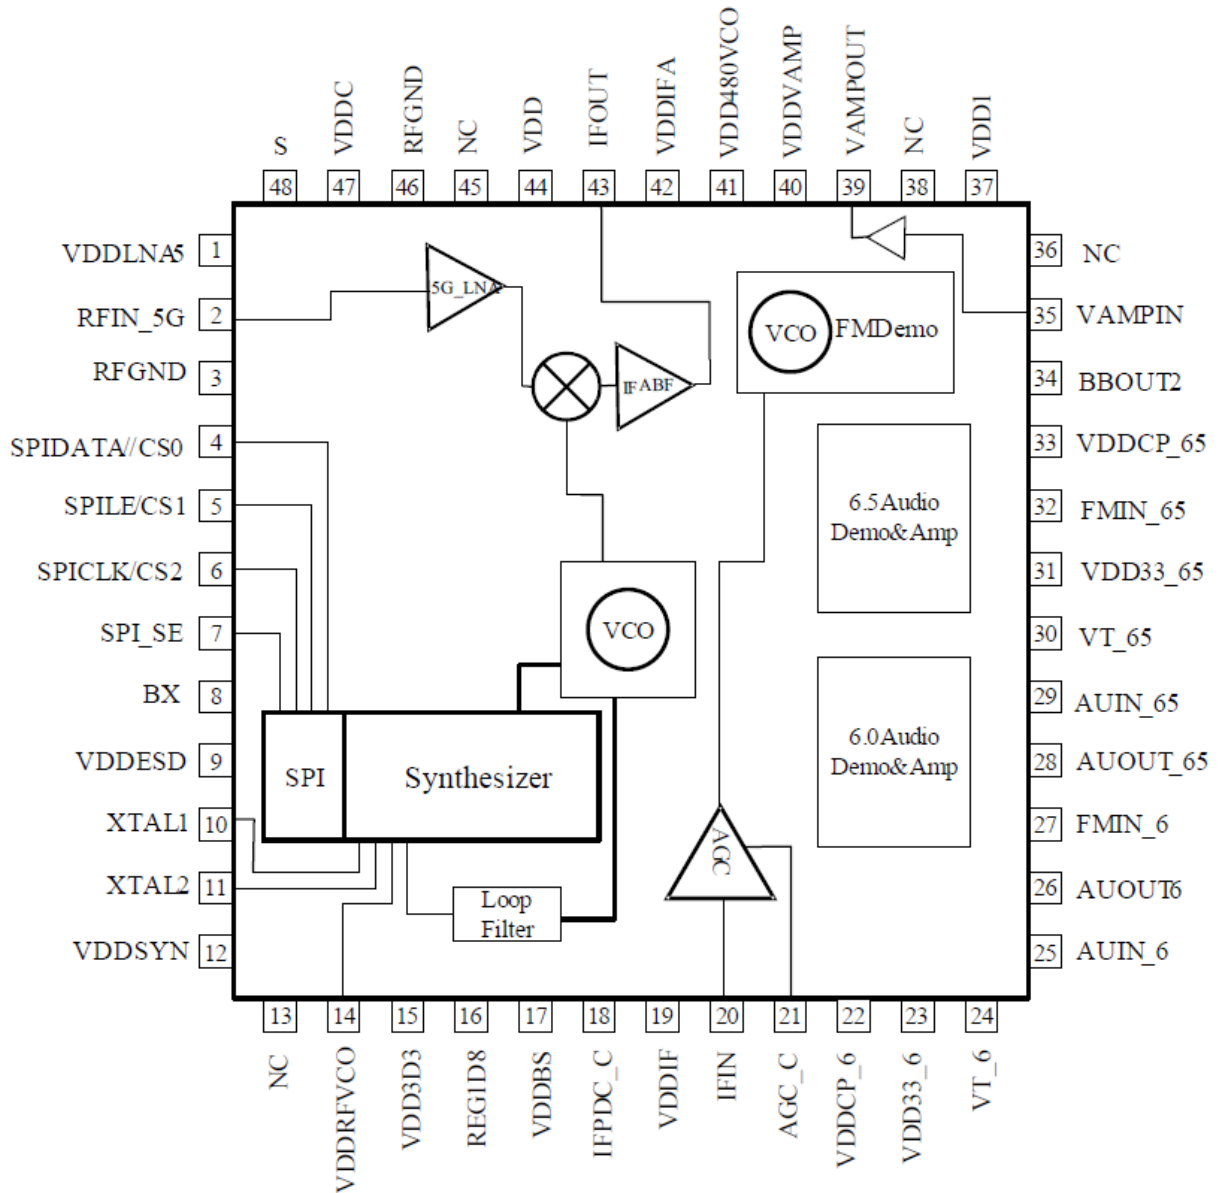 S
VDDC
RFGND
NC
VDD
IFOUT
VDDIFA
VDD480VCO
VDDVAMP
VAMPOUT
NC
VDD1
48
47
46
45
44
43
42
41
40
39
38
37
VDDLNA5 1
RFIN_5G 2
RFGND 3
SPIDATA//CS0 4
SPILE/CS1 5
SPICLK/CS2 6
SPI_SE 7
BX 8
VDDESD 9
XTAL1 10
XTAL2 11
VDDSYN 12
5G_LNA
IFABF
VCO
FMDemo
6.5Audio
Demo&Amp
VCO
6.0Audio
Demo&Amp
SPI
Synthesizer
AGC
Loop
Filter
36 NC
35 VAMPIN
34 BBOUT2
33 VDDCP_65
32 FMIN_65
31 VDD33_65
30 VT_65
29 AUIN_65
28 AUOUT_65
27 FMIN_6
26 AUOUT6
25 AUIN_6
13
14
15
16
17
18
19
20
21
22
23
24
NC
VDDRFVCO
VDD3D3
REG1D8
VDDBS
IFPDC_C
VDDIF
IFIN
AGC_C
VDDCP_6
VDD33_6
VT_6